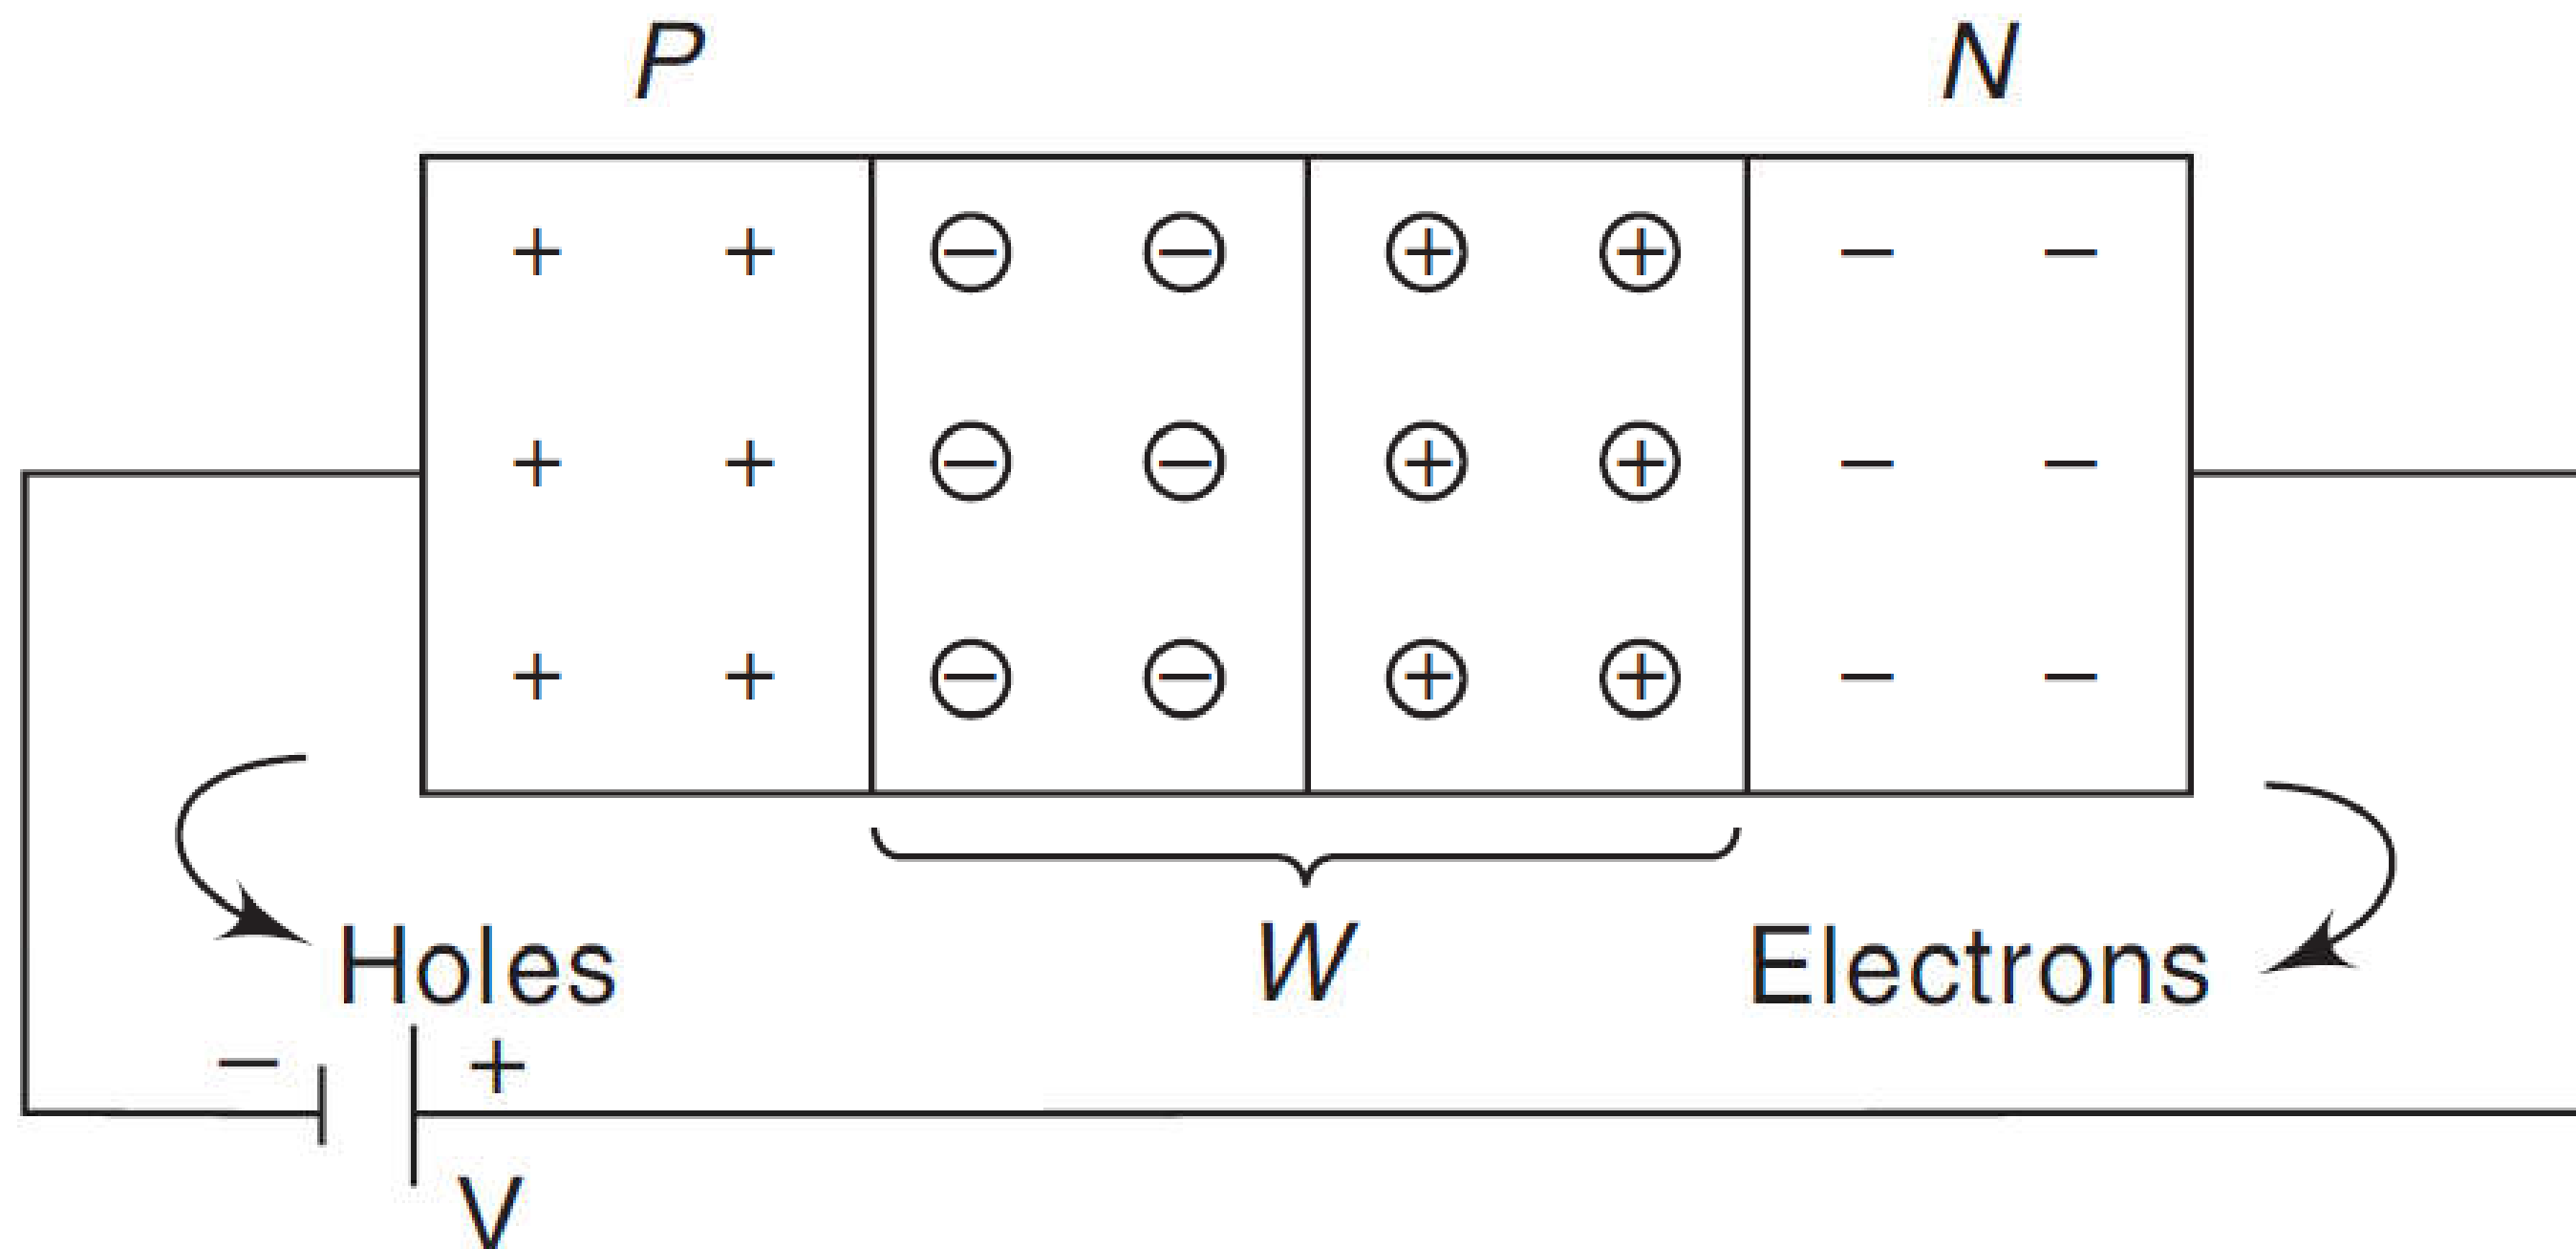 P N
+ + ⊖ ⊖ ⊕ ⊕ − −
+ + ⊖ ⊖ ⊕ ⊕ − −
+ + ⊖ ⊖ ⊕ ⊕ − −
Holes W Electrons
− +
V